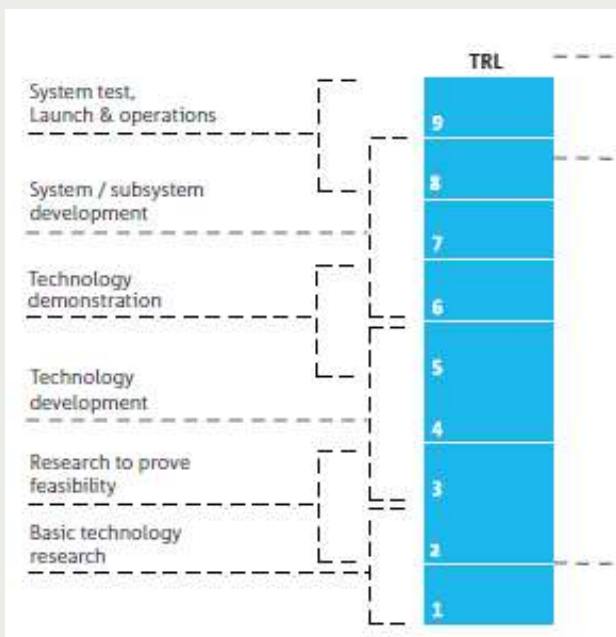 TRL
System test,
Launch & operations
System / subsystem
development
Technology
demonstration
Technology
development
Research to prove
feasibility
Basic technology
research
9
8
7
6
5
4
3
2
1